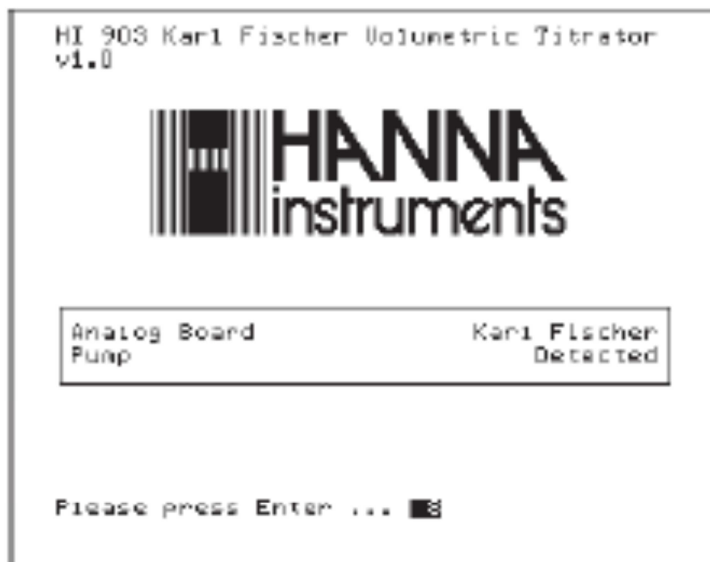 HI 903 Karl Fischer Volumetric Titrator
v1.0
HANNA
instruments
Analog Board Karl Fischer
Pump Detected
Please press Enter ... 8